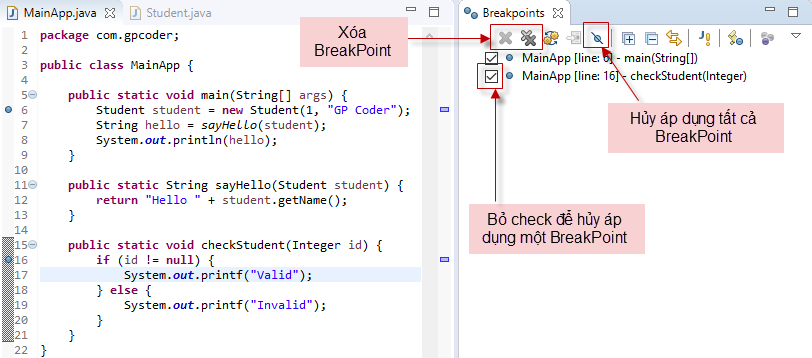 MainApp.java
Student.java
1 package com.gpcoder;
2
3 public class MainApp {
4
5 public static void main(String[] args) {
6 Student student = new Student(1, "GP Coder");
7 String hello = sayHello(student);
8 System.out.println(hello);
9 }
10
11 public static String sayHello(Student student) {
12 return "Hello " + student.getName();
13 }
14
15 public static void checkStudent(Integer id) {
16 if (id != null) {
17 System.out.printf("Valid");
18 } else {
19 System.out.printf("Invalid");
20 }
21 }
22 }
Xóa
BreakPoint
Breakpoints
MainApp [line: 6] - main(String[])
MainApp [line: 16] - checkStudent(Integer)
Hủy áp dụng tất cả
BreakPoint
Bỏ check để hủy áp
dụng một BreakPoint